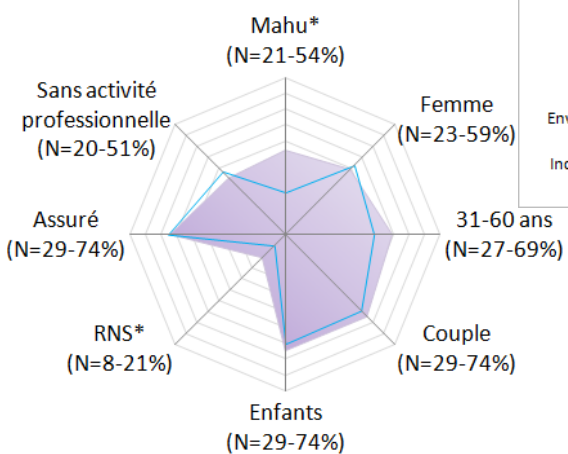 Mahu*
(N=21-54%)
Femme
(N=23-59%)
31-60 ans
(N=27-69%)
Couple
(N=29-74%)
Enfants
(N=29-74%)
RNS*
(N=8-21%)
Assuré
(N=29-74%)
Sans activité
professionnelle
(N=20-51%)